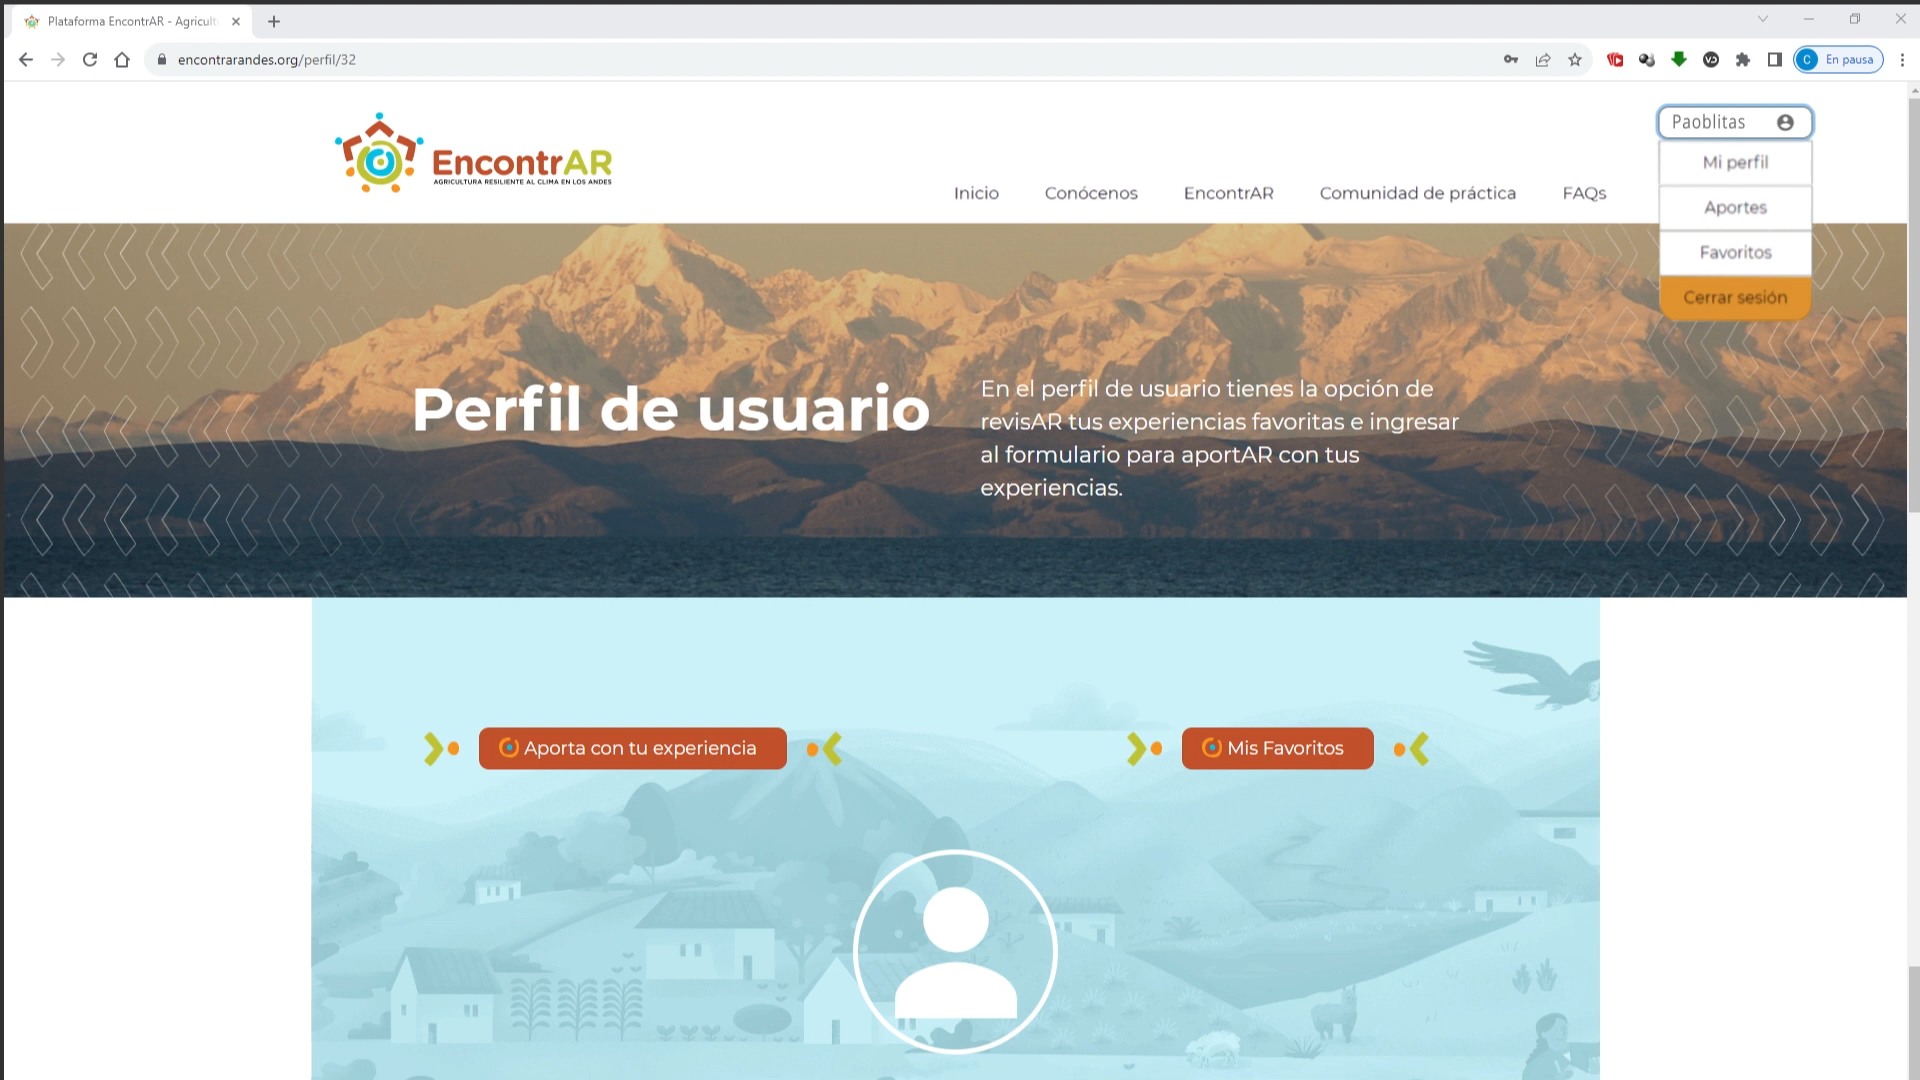 Plataforma EncontrAR - Agricult
encontrarandes.org/perfil/32
En pausa
C
EncontrAR
AGRICULTURA RESILIENTE AL CLIMA EN LOS ANDES
Inicio
Conócenos
EncontrAR
Comunidad de práctica
FAQs
Paoblitas
Mi perfil
Aportes
Favoritos
Cerrar sesión
Perfil de usuario
En el perfil de usuario tienes la opción de
revisAR tus experiencias favoritas e ingresar
al formulario para aportAR con tus
experiencias.
Aporta con tu experiencia
Mis Favoritos